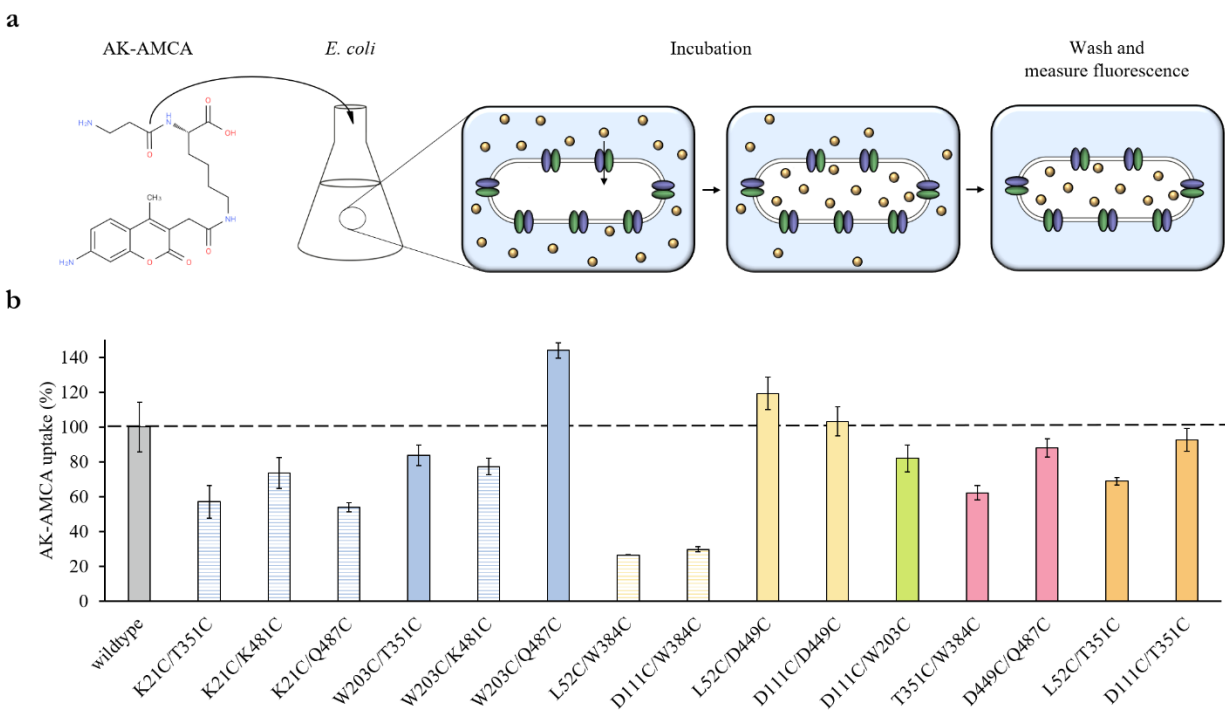 a
AK-AMCA
E. coli
Incubation
Wash and
measure fluorescence
H₂N
NH
O
O
OH
CH₃
NH
O
H₂N
O
O
b
AK-AMCA uptake (%)
140
120
100
80
60
40
20
0
wildtype
K21C/T351C
K21C/K481C
K21C/Q487C
W203C/T351C
W203C/K481C
W203C/Q487C
L52C/W384C
D111C/W384C
L52C/D449C
D111C/D449C
D111C/W203C
T351C/W384C
D449C/Q487C
L52C/T351C
D111C/T351C